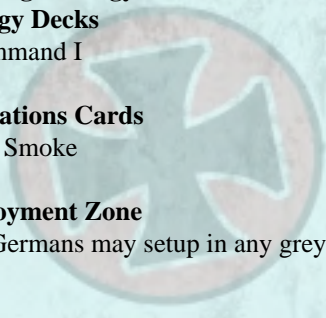 gy Decks
mmand I
ations Cards
Smoke
oyment Zone
Germans may setup in any grey